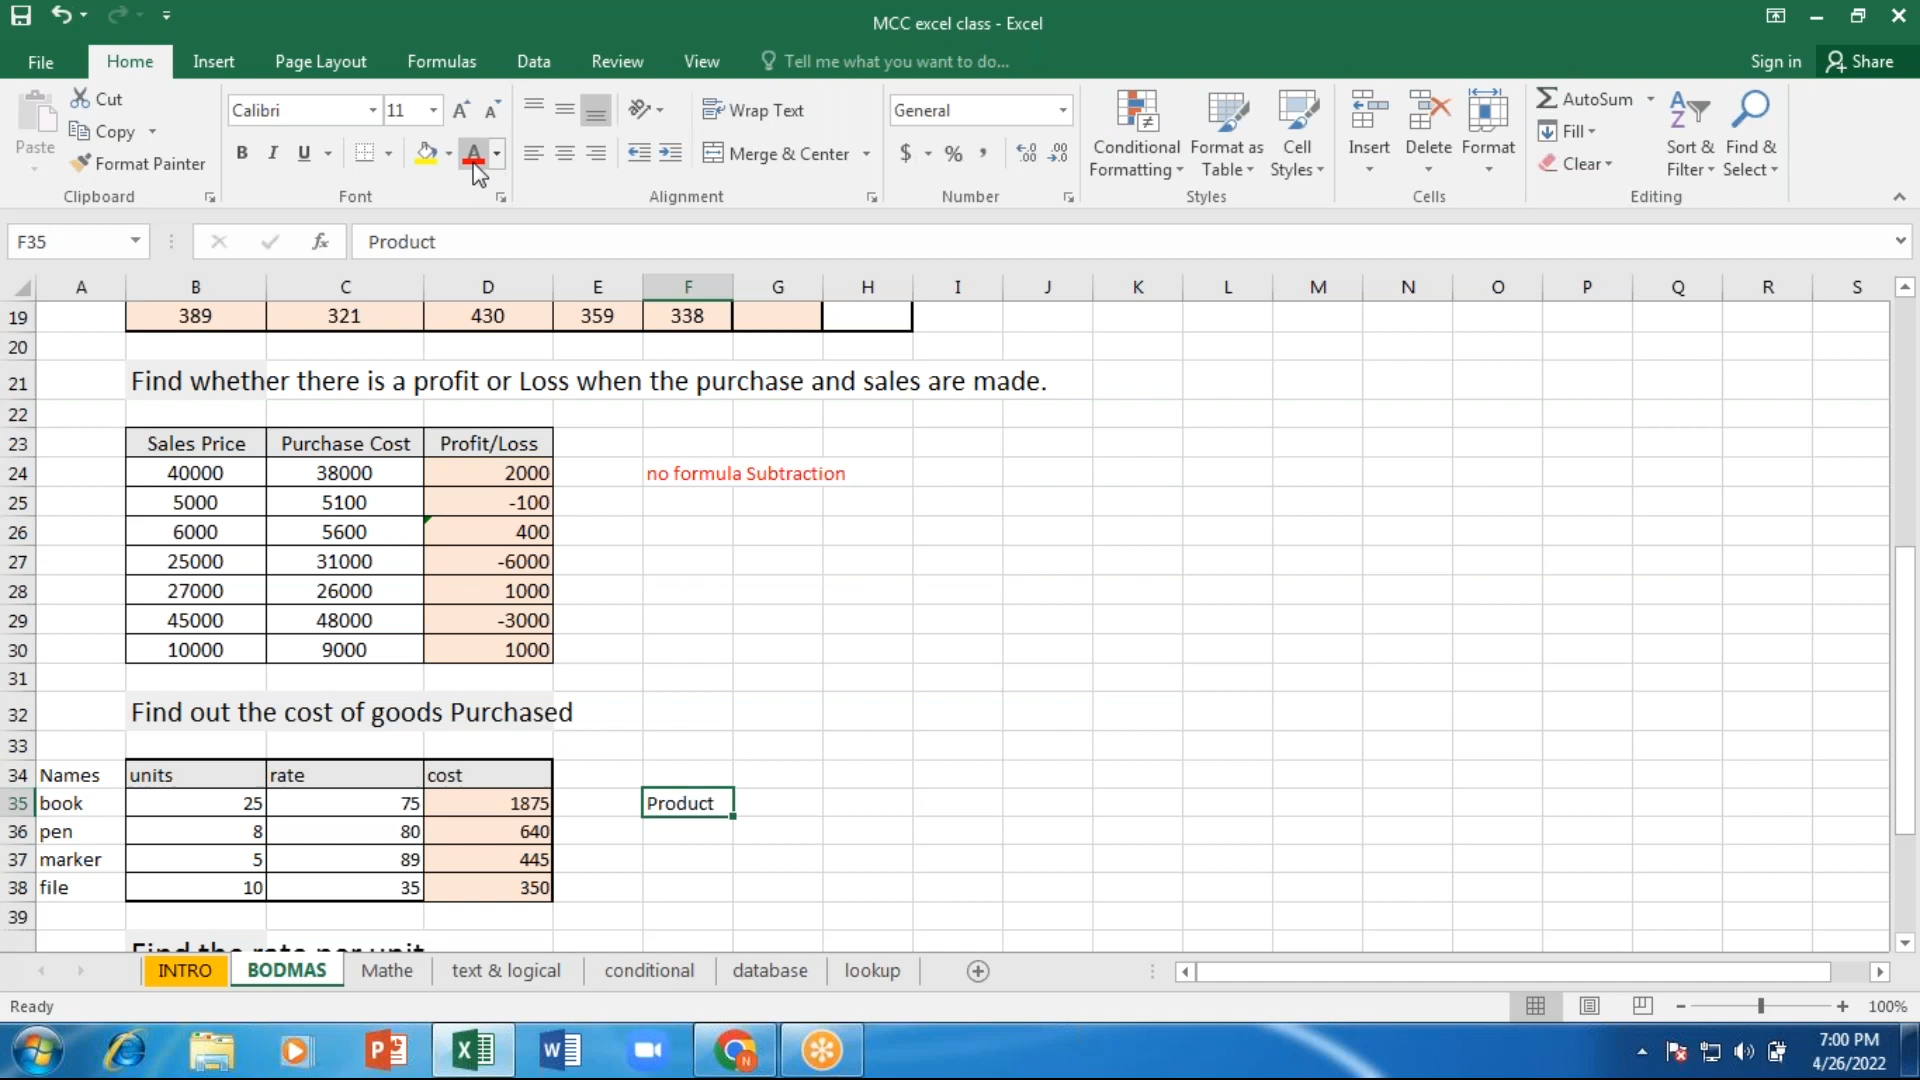 MCC excel class - Excel
File Home Insert Page Layout Formulas Data Review View Tell me what you want to do... Sign in Share
Paste Cut Copy Format Painter Clipboard
Calibri 11 B I U A Font
Wrap Text Merge & Center Alignment
General $ % Number
Conditional Formatting Format as Table Cell Styles Styles
Insert Delete Format Cells
AutoSum Fill Clear Sort & Filter Find & Select Editing
F35 fx Product
A B C D E F G H I J K L M N O P Q R S
19 389 321 430 359 338
20
21 Find whether there is a profit or Loss when the purchase and sales are made.
22
23 Sales Price Purchase Cost Profit/Loss
24 40000 38000 2000 no formula Subtraction
25 5000 5100 -100
26 6000 5600 400
27 25000 31000 -6000
28 27000 26000 1000
29 45000 48000 -3000
30 10000 9000 1000
31
32 Find out the cost of goods Purchased
33
34 Names units rate cost
35 book 25 75 1875 Product
36 pen 8 80 640
37 marker 5 89 445
38 file 10 35 350
39
Find the rate per unit
INTRO BODMAS Mathe text & logical conditional database lookup
Ready 100%
7:00 PM
4/26/2022